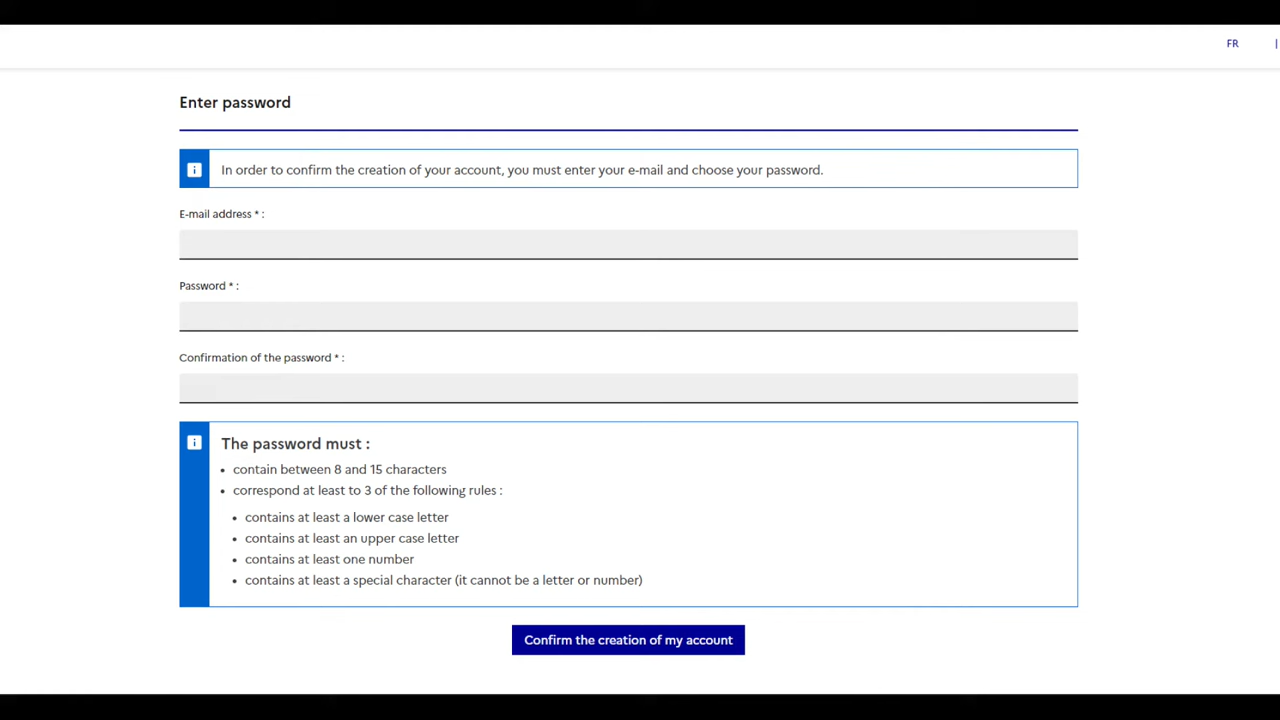 FR |
Enter password
In order to confirm the creation of your account, you must enter your e-mail and choose your password.
E-mail address * :
Password * :
Confirmation of the password * :
The password must :
• contain between 8 and 15 characters
• correspond at least to 3 of the following rules :
• contains at least a lower case letter
• contains at least an upper case letter
• contains at least one number
• contains at least a special character (it cannot be a letter or number)
Confirm the creation of my account